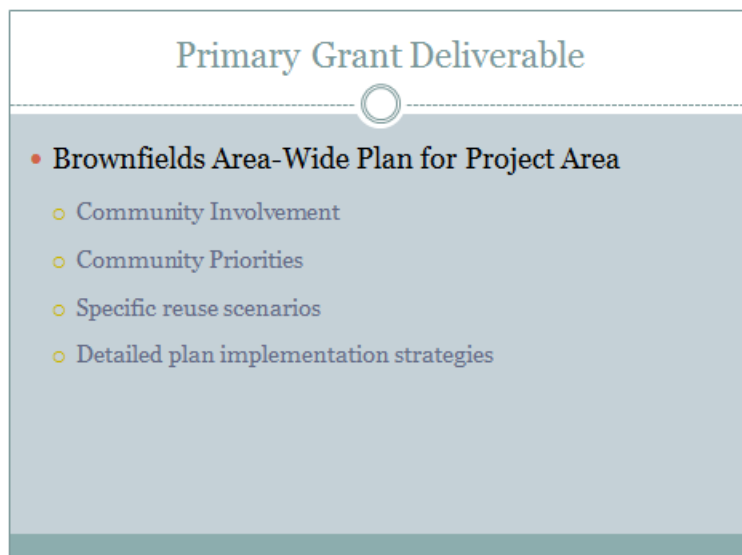 Primary Grant Deliverable
Brownfields Area-Wide Plan for Project Area
Community Involvement
Community Priorities
Specific reuse scenarios
Detailed plan implementation strategies